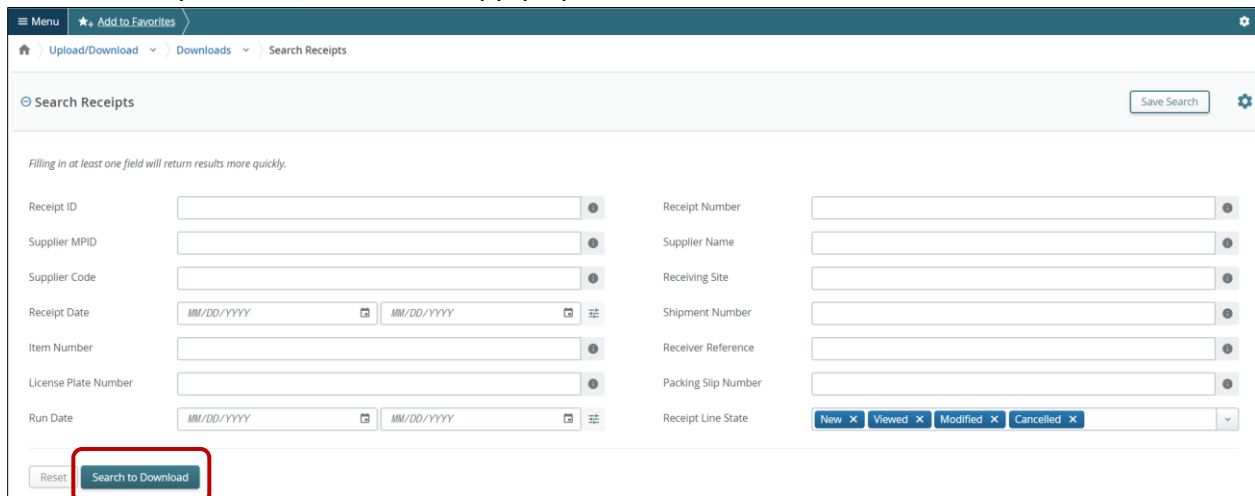 Menu Add to Favorites
Upload/Download Downloads Search Receipts
Search Receipts Save Search
Filling in at least one field will return results more quickly.
Receipt ID Receipt Number
Supplier MPID Supplier Name
Supplier Code Receiving Site
Receipt Date MM/DD/YYYY MM/DD/YYYY Shipment Number
Item Number Receiver Reference
License Plate Number Packing Slip Number
Run Date MM/DD/YYYY MM/DD/YYYY Receipt Line State New Viewed Modified Cancelled
Reset Search to Download